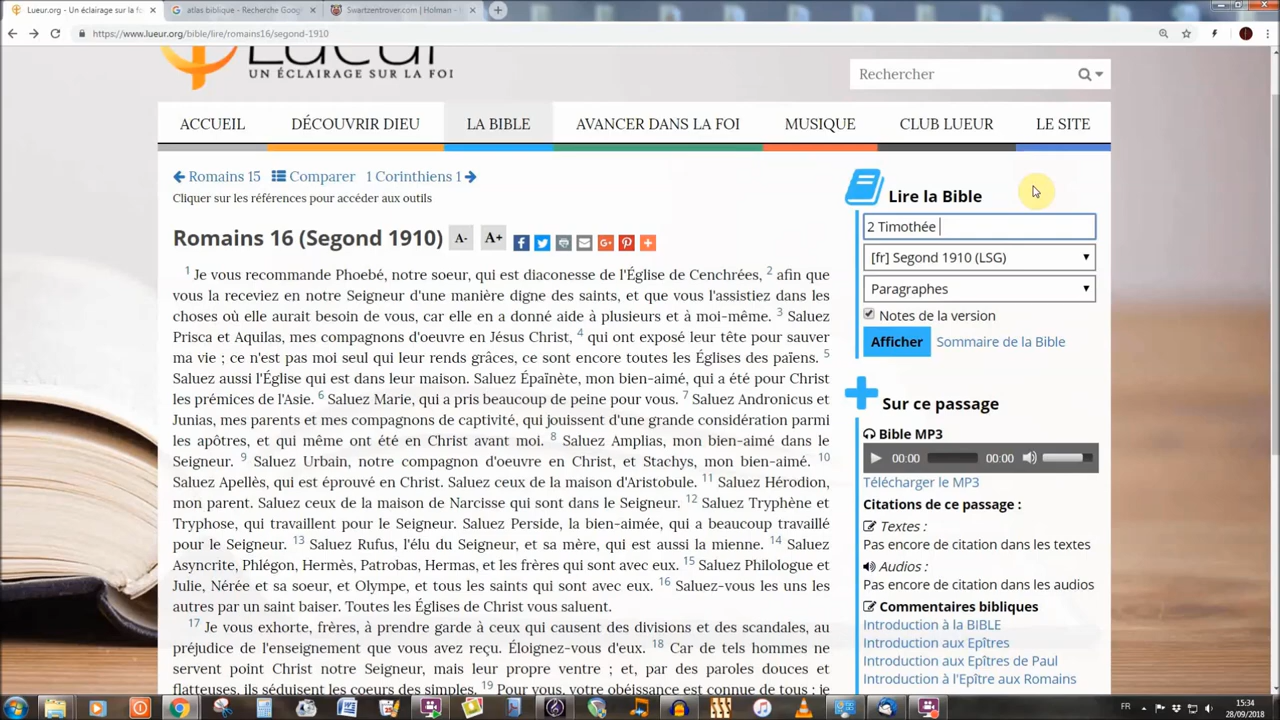 Lueur.org - Un éclairage sur la fo
atlas biblique - Recherche Goog
Swartzentrover.com | Holman -
https://www.lueur.org/bible/lire/romains16/segond-1910
Lueur
UN ÉCLAIRAGE SUR LA FOI
Rechercher
ACCUEIL DÉCOUVRIR DIEU LA BIBLE AVANCER DANS LA FOI MUSIQUE CLUB LUEUR LE SITE
Romains 15 Comparer 1 Corinthiens 1
Cliquer sur les références pour accéder aux outils
Romains 16 (Segond 1910) A- A+
1 Je vous recommande Phoebé, notre soeur, qui est diaconesse de l'Église de Cenchrées, 2 afin que
vous la receviez en notre Seigneur d'une manière digne des saints, et que vous l'assistiez dans les
choses où elle aurait besoin de vous, car elle en a donné aide à plusieurs et à moi-même. 3 Saluez
Prisca et Aquilas, mes compagnons d'oeuvre en Jésus Christ, 4 qui ont exposé leur tête pour sauver
ma vie ; ce n'est pas moi seul qui leur rends grâces, ce sont encore toutes les Églises des païens. 5
Saluez aussi l'Église qui est dans leur maison. Saluez Épaïnète, mon bien-aimé, qui a été pour Christ
les prémices de l'Asie. 6 Saluez Marie, qui a pris beaucoup de peine pour vous. 7 Saluez Andronicus et
Junias, mes parents et mes compagnons de captivité, qui jouissent d'une grande considération parmi
les apôtres, et qui même ont été en Christ avant moi. 8 Saluez Amplias, mon bien-aimé dans le
Seigneur. 9 Saluez Urbain, notre compagnon d'oeuvre en Christ, et Stachys, mon bien-aimé. 10
Saluez Apellès, qui est éprouvé en Christ. Saluez ceux de la maison d'Aristobule. 11 Saluez Hérodion,
mon parent. Saluez ceux de la maison de Narcisse qui sont dans le Seigneur. 12 Saluez Tryphène et
Tryphose, qui travaillent pour le Seigneur. Saluez Perside, la bien-aimée, qui a beaucoup travaillé
pour le Seigneur. 13 Saluez Rufus, l'élu du Seigneur, et sa mère, qui est aussi la mienne. 14 Saluez
Asyncrite, Phlégon, Hermès, Patrobas, Hermas, et les frères qui sont avec eux. 15 Saluez Philologue et
Julie, Nérée et sa soeur, et Olympe, et tous les saints qui sont avec eux. 16 Saluez-vous les uns les
autres par un saint baiser. Toutes les Églises de Christ vous saluent.
17 Je vous exhorte, frères, à prendre garde à ceux qui causent des divisions et des scandales, au
préjudice de l'enseignement que vous avez reçu. Éloignez-vous d'eux. 18 Car de tels hommes ne
servent point Christ notre Seigneur, mais leur propre ventre ; et, par des paroles douces et
flatteuses, ils séduisent les coeurs des simples. 19 Pour vous, votre obéissance est connue de tous ; je
Lire la Bible
2 Timothée
[fr] Segond 1910 (LSG)
Paragraphes
Notes de la version
Afficher Sommaire de la Bible
Sur ce passage
Bible MP3
00:00 00:00
Télécharger le MP3
Citations de ce passage :
Textes :
Pas encore de citation dans les textes
Audios :
Pas encore de citation dans les audios
Commentaires bibliques
Introduction à la BIBLE
Introduction aux Epîtres
Introduction aux Epîtres de Paul
Introduction à l'Epître aux Romains
FR
15:34
28/09/2018